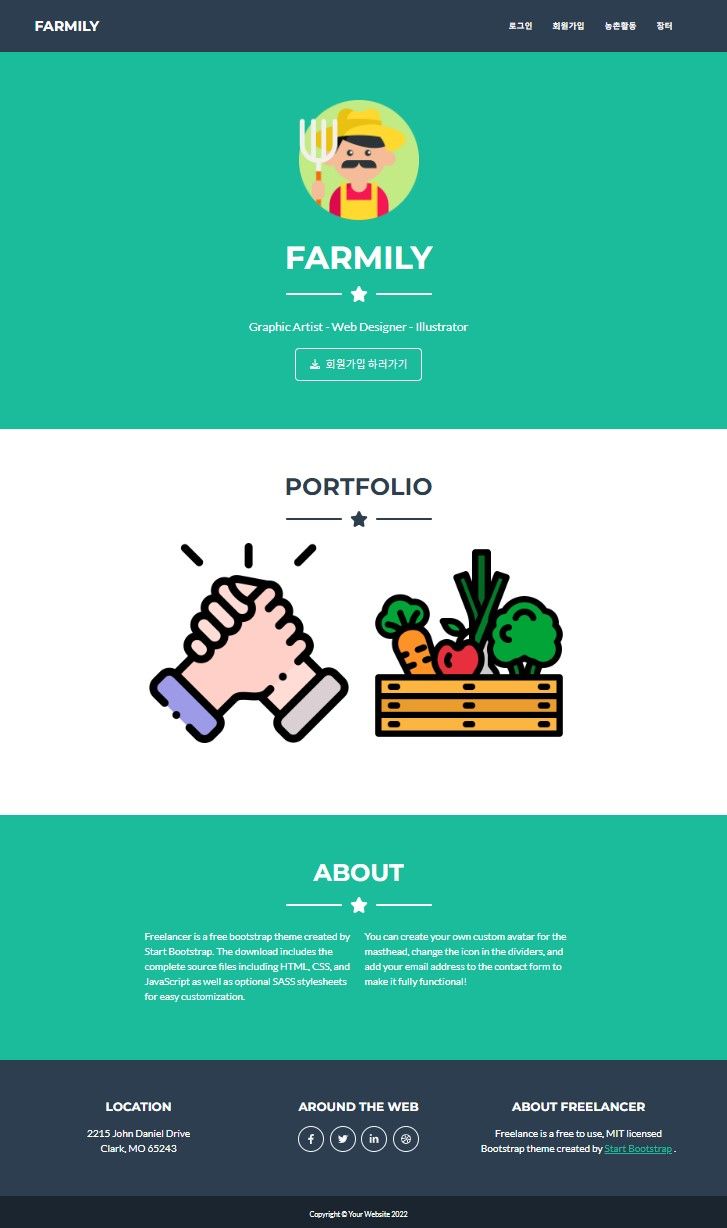 FARMILY
로그인 회원가입 농촌활동 장터
FARMILY
Graphic Artist - Web Designer - Illustrator
회원가입 하러가기
PORTFOLIO
ABOUT
Freelancer is a free bootstrap theme created by
Start Bootstrap. The download includes the
complete source files including HTML, CSS, and
JavaScript as well as optional SASS stylesheets
for easy customization.
You can create your own custom avatar for the
masthead, change the icon in the dividers, and
add your email address to the contact form to
make it fully functional!
LOCATION
2215 John Daniel Drive
Clark, MO 65243
AROUND THE WEB
ABOUT FREELANCER
Freelance is a free to use, MIT licensed
Bootstrap theme created by Start Bootstrap .
Copyright © Your Website 2022